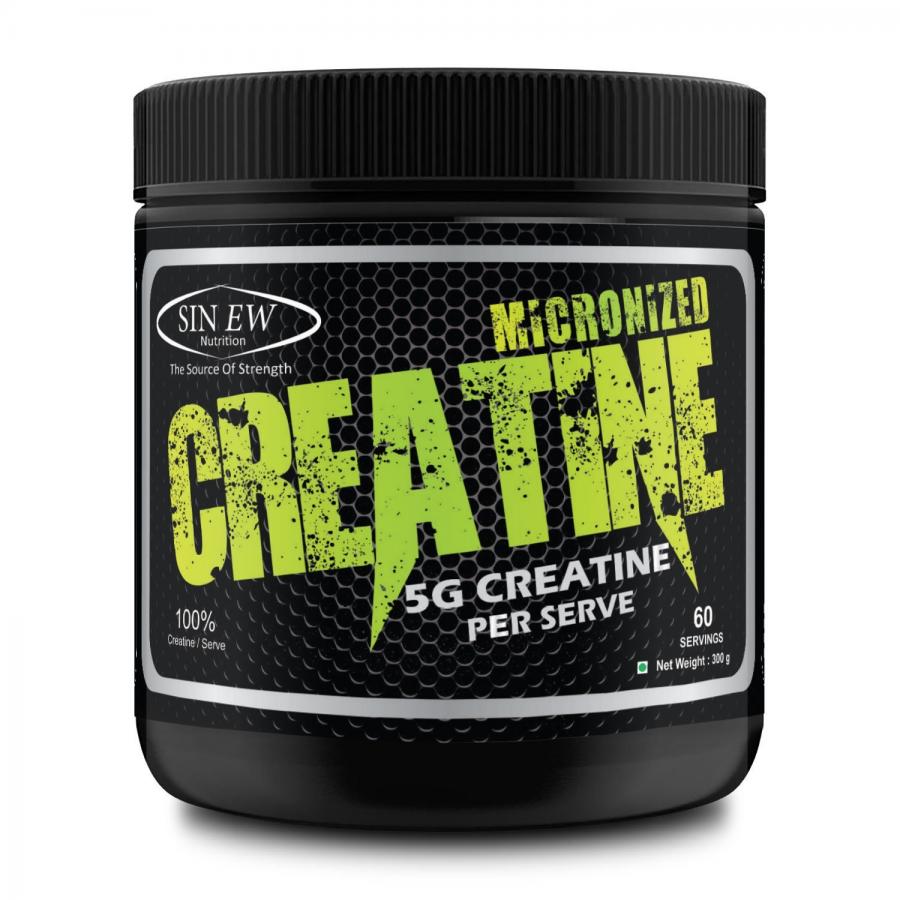 SIN EW
Nutrition
The Source Of Strength
MiCRONiZED
CREATiNE
5G CREATINE
PER SERVE
100%
Creatine / Serve
60
SERVINGS
Net Weight : 300 g